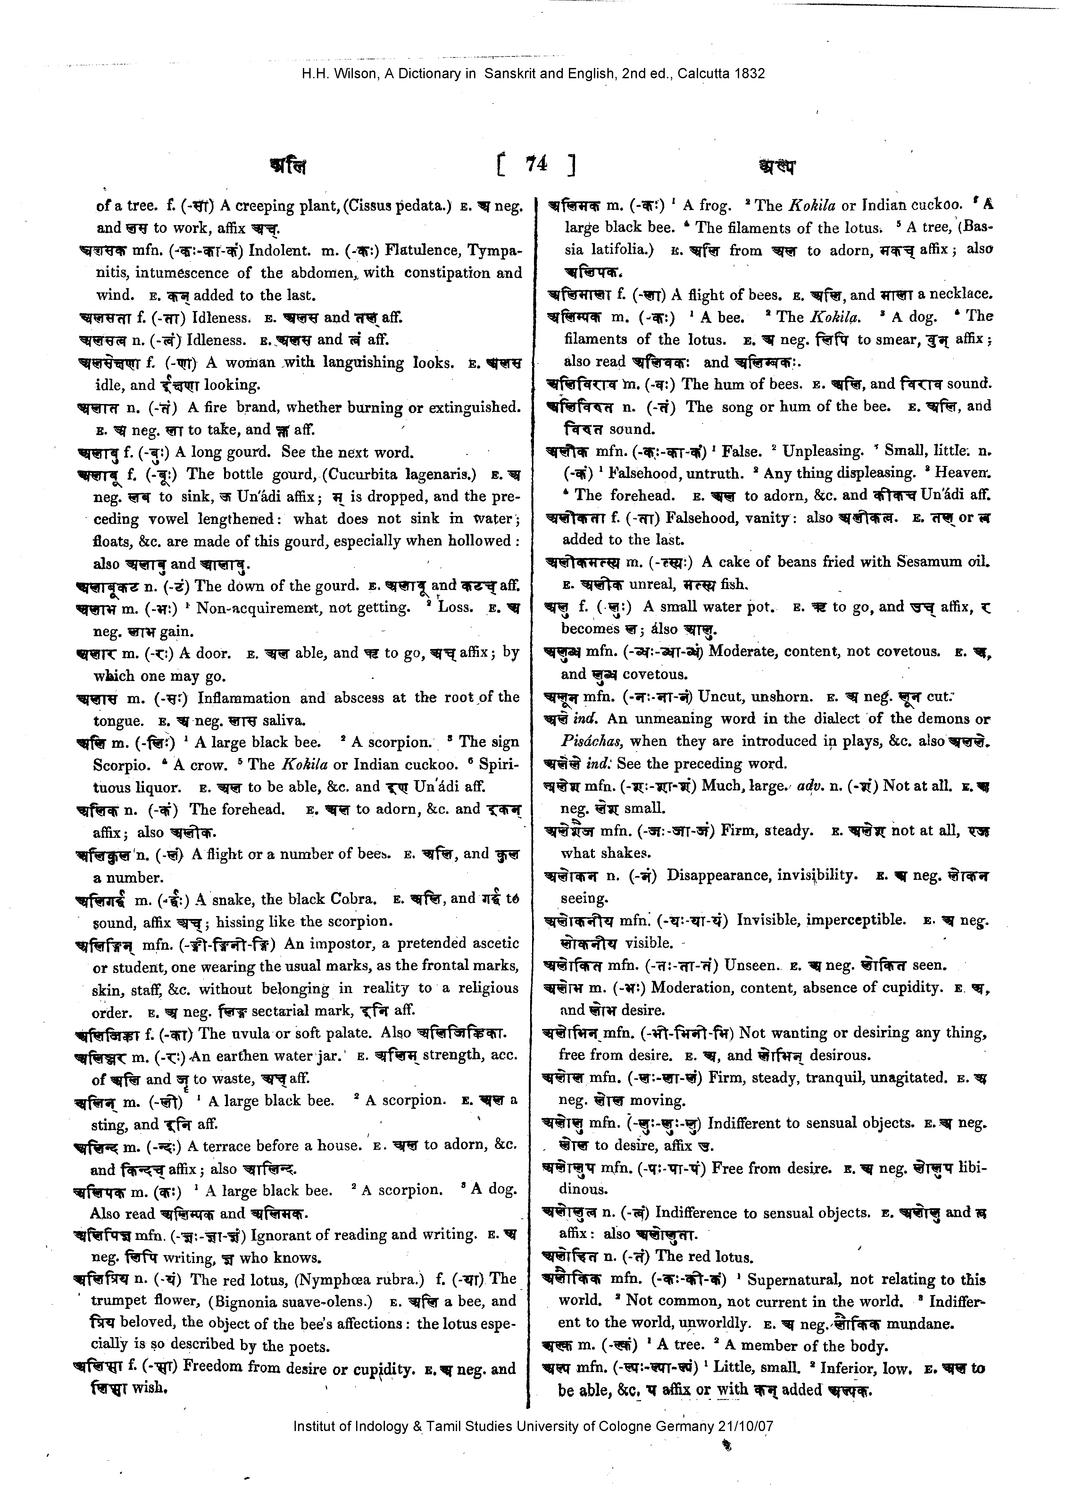 H.H. Wilson, A Dictionary in Sanskrit and English, 2nd ed., Calcutta 1832
अलि [ 74 ] अल्प
of a tree. f. (-सा) A creeping plant, (Cissus pedata.) E. अ neg.
and लस to work, affix अच्.
अलसक mfn. (-कः-का-कं) Indolent. m. (-कः) Flatulence, Tympa-
nitis, intumescence of the abdomen, with constipation and
wind. E. कन् added to the last.
अलसता f. (-ता) Idleness. E. अलस and तल् aff.
अलसत्व n. (-त्वं) Idleness. E. अलस and त्व aff.
अलसेक्षणा f. (-णा) A woman with languishing looks. E. अलस
idle, and ईक्षणा looking.
अलात n. (-तं) A fire brand, whether burning or extinguished.
E. अ neg. ला to take, and क्त aff.
अलाबु f. (-बुः) A long gourd. See the next word.
अलाबू f. (-बूः) The bottle gourd, (Cucurbita lagenaris.) E. अ
neg. लब to sink, ऊ Un'ádi affix; म् is dropped, and the pre-
ceding vowel lengthened: what does not sink in water;
floats, &c. are made of this gourd, especially when hollowed:
also अलाबु and आलाबु.
अलाबूकट n. (-टं) The down of the gourd. E. अलाबू and कटच् aff.
अलाभ m. (-भः) ¹ Non-acquirement, not getting. ² Loss. E. अ
neg. लाभ gain.
अलार m. (-रः) A door. E. अल able, and ऋ to go, अच् affix; by
which one may go.
अलास m. (-सः) Inflammation and abscess at the root of the
tongue. E. अ neg. लास saliva.
अलि m. (-लिः) ¹ A large black bee. ² A scorpion. ³ The sign
Scorpio. ⁴ A crow. ⁵ The Kokila or Indian cuckoo. ⁶ Spiri-
tuous liquor. E. अल to be able, &c. and इण् Un'ádi aff.
अलिक n. (-कं) The forehead. E. अल to adorn, &c. and इकन्
affix; also अलीक.
अलिकुल n. (-लं) A flight or a number of bees. E. अलि, and कुल
a number.
अलिगर्द्द m. (-र्द्दः) A snake, the black Cobra. E. अलि, and गर्द्द to
sound, affix अच्; hissing like the scorpion.
अलिङ्गिन् mfn. (-ङ्गी-ङ्गिनी-ङ्गि) An impostor, a pretended ascetic
or student, one wearing the usual marks, as the frontal marks,
skin, staff, &c. without belonging in reality to a religious
order. E. अ neg. लिङ्ग sectarial mark, इनि aff.
अलिजिह्वा f. (-का) The uvula or soft palate. Also अलिजिह्विका.
अलिञ्जर m. (-रः) An earthen water jar. E. अलिम् strength, acc.
of अलि and जॄ to waste, अच् aff.
अलिन् m. (-ली) ¹ A large black bee. ² A scorpion. E. अल a
sting, and इनि aff.
अलिन्द m. (-न्दः) A terrace before a house. E. अल to adorn, &c.
and किन्दच् affix; also आलिन्द.
अलिपक m. (कः) ¹ A large black bee. ² A scorpion. ³ A dog.
Also read अलिम्पक and अलिमक.
अलिपिज्ञ mfn. (-ज्ञः-ज्ञा-ज्ञं) Ignorant of reading and writing. E. अ
neg. लिपि writing, ज्ञ who knows.
अलिप्रिय n. (-यं) The red lotus, (Nymphœa rubra.) f. (-या) The
trumpet flower, (Bignonia suave-olens.) E. अलि a bee, and
प्रिय beloved, the object of the bee's affections: the lotus espe-
cially is so described by the poets.
अलिप्सा f. (-प्सा) Freedom from desire or cupidity. E. अ neg. and
लिप्सा wish.
अलिमक m. (-कः) ¹ A frog. ² The Kokila or Indian cuckoo. ³ A
large black bee. ⁴ The filaments of the lotus. ⁵ A tree, (Bas-
sia latifolia.) E. अलि from अल to adorn, मकच् affix; also
अलिपक.
अलिमाला f. (-ला) A flight of bees. E. अलि, and माला a necklace.
अलिम्पक m. (-कः) ¹ A bee. ² The Kokila. ³ A dog. ⁴ The
filaments of the lotus. E. अ neg. लिपि to smear, वुन् affix;
also read अलिवकः and अलिम्बकः.
अलिविराव m. (-वः) The hum of bees. E. अलि, and विराव sound.
अलिविरुत n. (-तं) The song or hum of the bee. E. अलि, and
विरुत sound.
अलीक mfn. (-कः-का-कं) ¹ False. ² Unpleasing. ³ Small, little. n.
(-कं) ¹ Falsehood, untruth. ² Any thing displeasing. ³ Heaven.
⁴ The forehead. E. अल to adorn, &c. and कीकच Un'ádi aff.
अलीकता f. (-ता) Falsehood, vanity: also अलीकत्व. E. तल् or त्व
added to the last.
अलीकमत्स्य m. (-त्स्यः) A cake of beans fried with Sesamum oil.
E. अलीक unreal, मत्स्य fish.
अलु f. (-लुः) A small water pot. E. ऋ to go, and उच् affix, र
becomes ल; also आलु.
अलुब्ध mfn. (-ब्धः-ब्धा-ब्धं) Moderate, content, not covetous. E. अ,
and लुब्ध covetous.
अलून mfn. (-नः-ना-नं) Uncut, unshorn. E. अ neg. लून cut.
अले ind. An unmeaning word in the dialect of the demons or
Pisáchas, when they are introduced in plays, &c. also अलले.
अलेले ind. See the preceding word.
अलेश mfn. (-शः-शा-शं) Much, large. adv. n. (-शं) Not at all. E. अ
neg. लेश small.
अलेशैज mfn. (-जः-जा-जं) Firm, steady. E. अलेश not at all, एज
what shakes.
अलोकन n. (-नं) Disappearance, invisibility. E. अ neg. लोकन
seeing.
अलोकनीय mfn. (-यः-या-यं) Invisible, imperceptible. E. अ neg.
लोकनीय visible.
अलोकित mfn. (-तः-ता-तं) Unseen. E. अ neg. लोकित seen.
अलोभ m. (-भः) Moderation, content, absence of cupidity. E. अ,
and लोभ desire.
अलोभिन् mfn. (-भी-भिनी-भि) Not wanting or desiring any thing,
free from desire. E. अ, and लोभिन् desirous.
अलोल mfn. (-लः-ला-लं) Firm, steady, tranquil, unagitated. E. अ
neg. लोल moving.
अलोलु mfn. (-लुः-लुः-लु) Indifferent to sensual objects. E. अ neg.
लोल to desire, affix उ.
अलोलुप mfn. (-पः-पा-पं) Free from desire. E. अ neg. लोलुप libi-
dinous.
अलोलुत्व n. (-त्वं) Indifference to sensual objects. E. अलोलु and त्व
affix: also अलोलुता.
अलोहित n. (-तं) The red lotus.
अलौकिक mfn. (-कः-की-कं) ¹ Supernatural, not relating to this
world. ² Not common, not current in the world. ³ Indiffer-
ent to the world, unworldly. E. अ neg. लौकिक mundane.
अल्क m. (-ल्कं) ¹ A tree. ² A member of the body.
अल्प mfn. (-ल्पः-ल्पा-ल्पं) ¹ Little, small. ² Inferior, low. E. अल to
be able, &c. प affix or with कन् added अल्पक.
Institut of Indology & Tamil Studies University of Cologne Germany 21/10/07